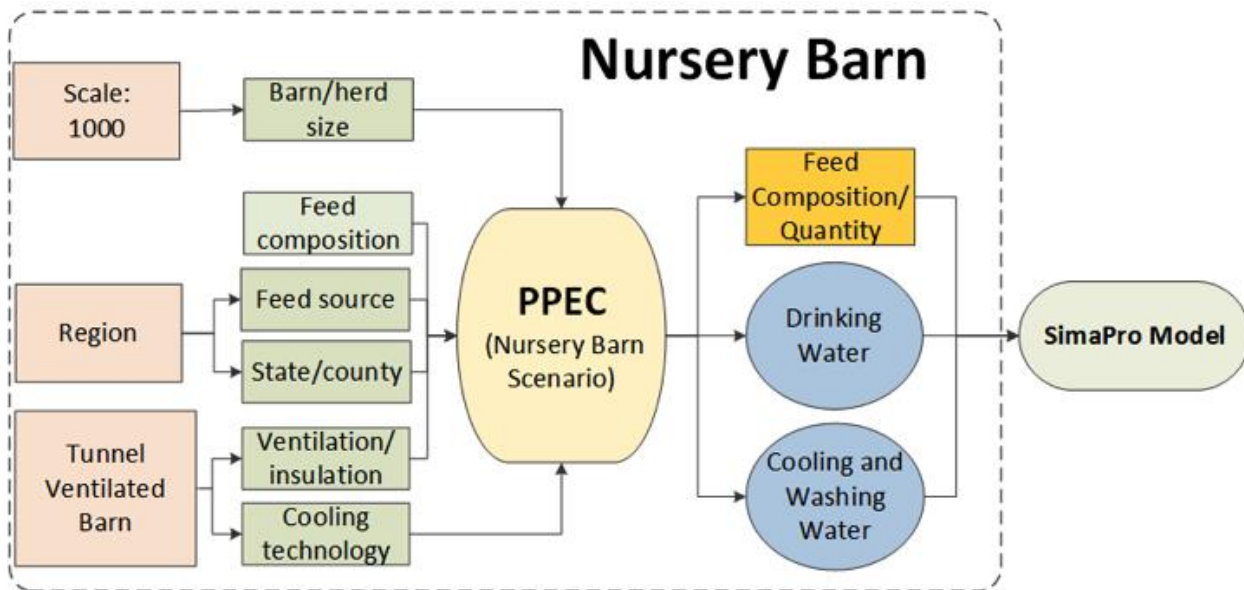 Nursery Barn
Scale:
1000
Barn/herd
size
Feed
composition
Feed source
Region
State/county
Tunnel
Ventilated
Barn
Ventilation/
insulation
Cooling
technology
PPEC
(Nursery Barn
Scenario)
Feed
Composition/
Quantity
Drinking
Water
Cooling and
Washing
Water
SimaPro Model